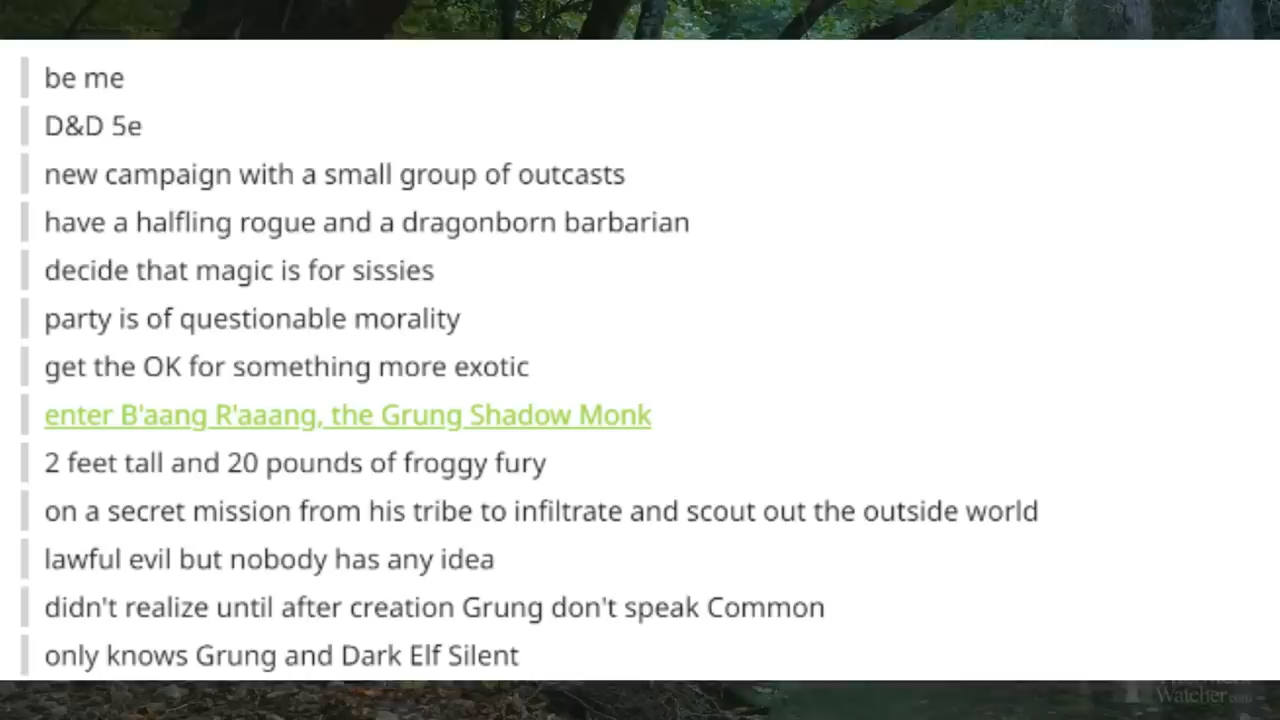 be me
D&D 5e
new campaign with a small group of outcasts
have a halfling rogue and a dragonborn barbarian
decide that magic is for sissies
party is of questionable morality
get the OK for something more exotic
enter B'aang R'aaang, the Grung Shadow Monk
2 feet tall and 20 pounds of froggy fury
on a secret mission from his tribe to infiltrate and scout out the outside world
lawful evil but nobody has any idea
didn't realize until after creation Grung don't speak Common
only knows Grung and Dark Elf Silent
Watcher.com